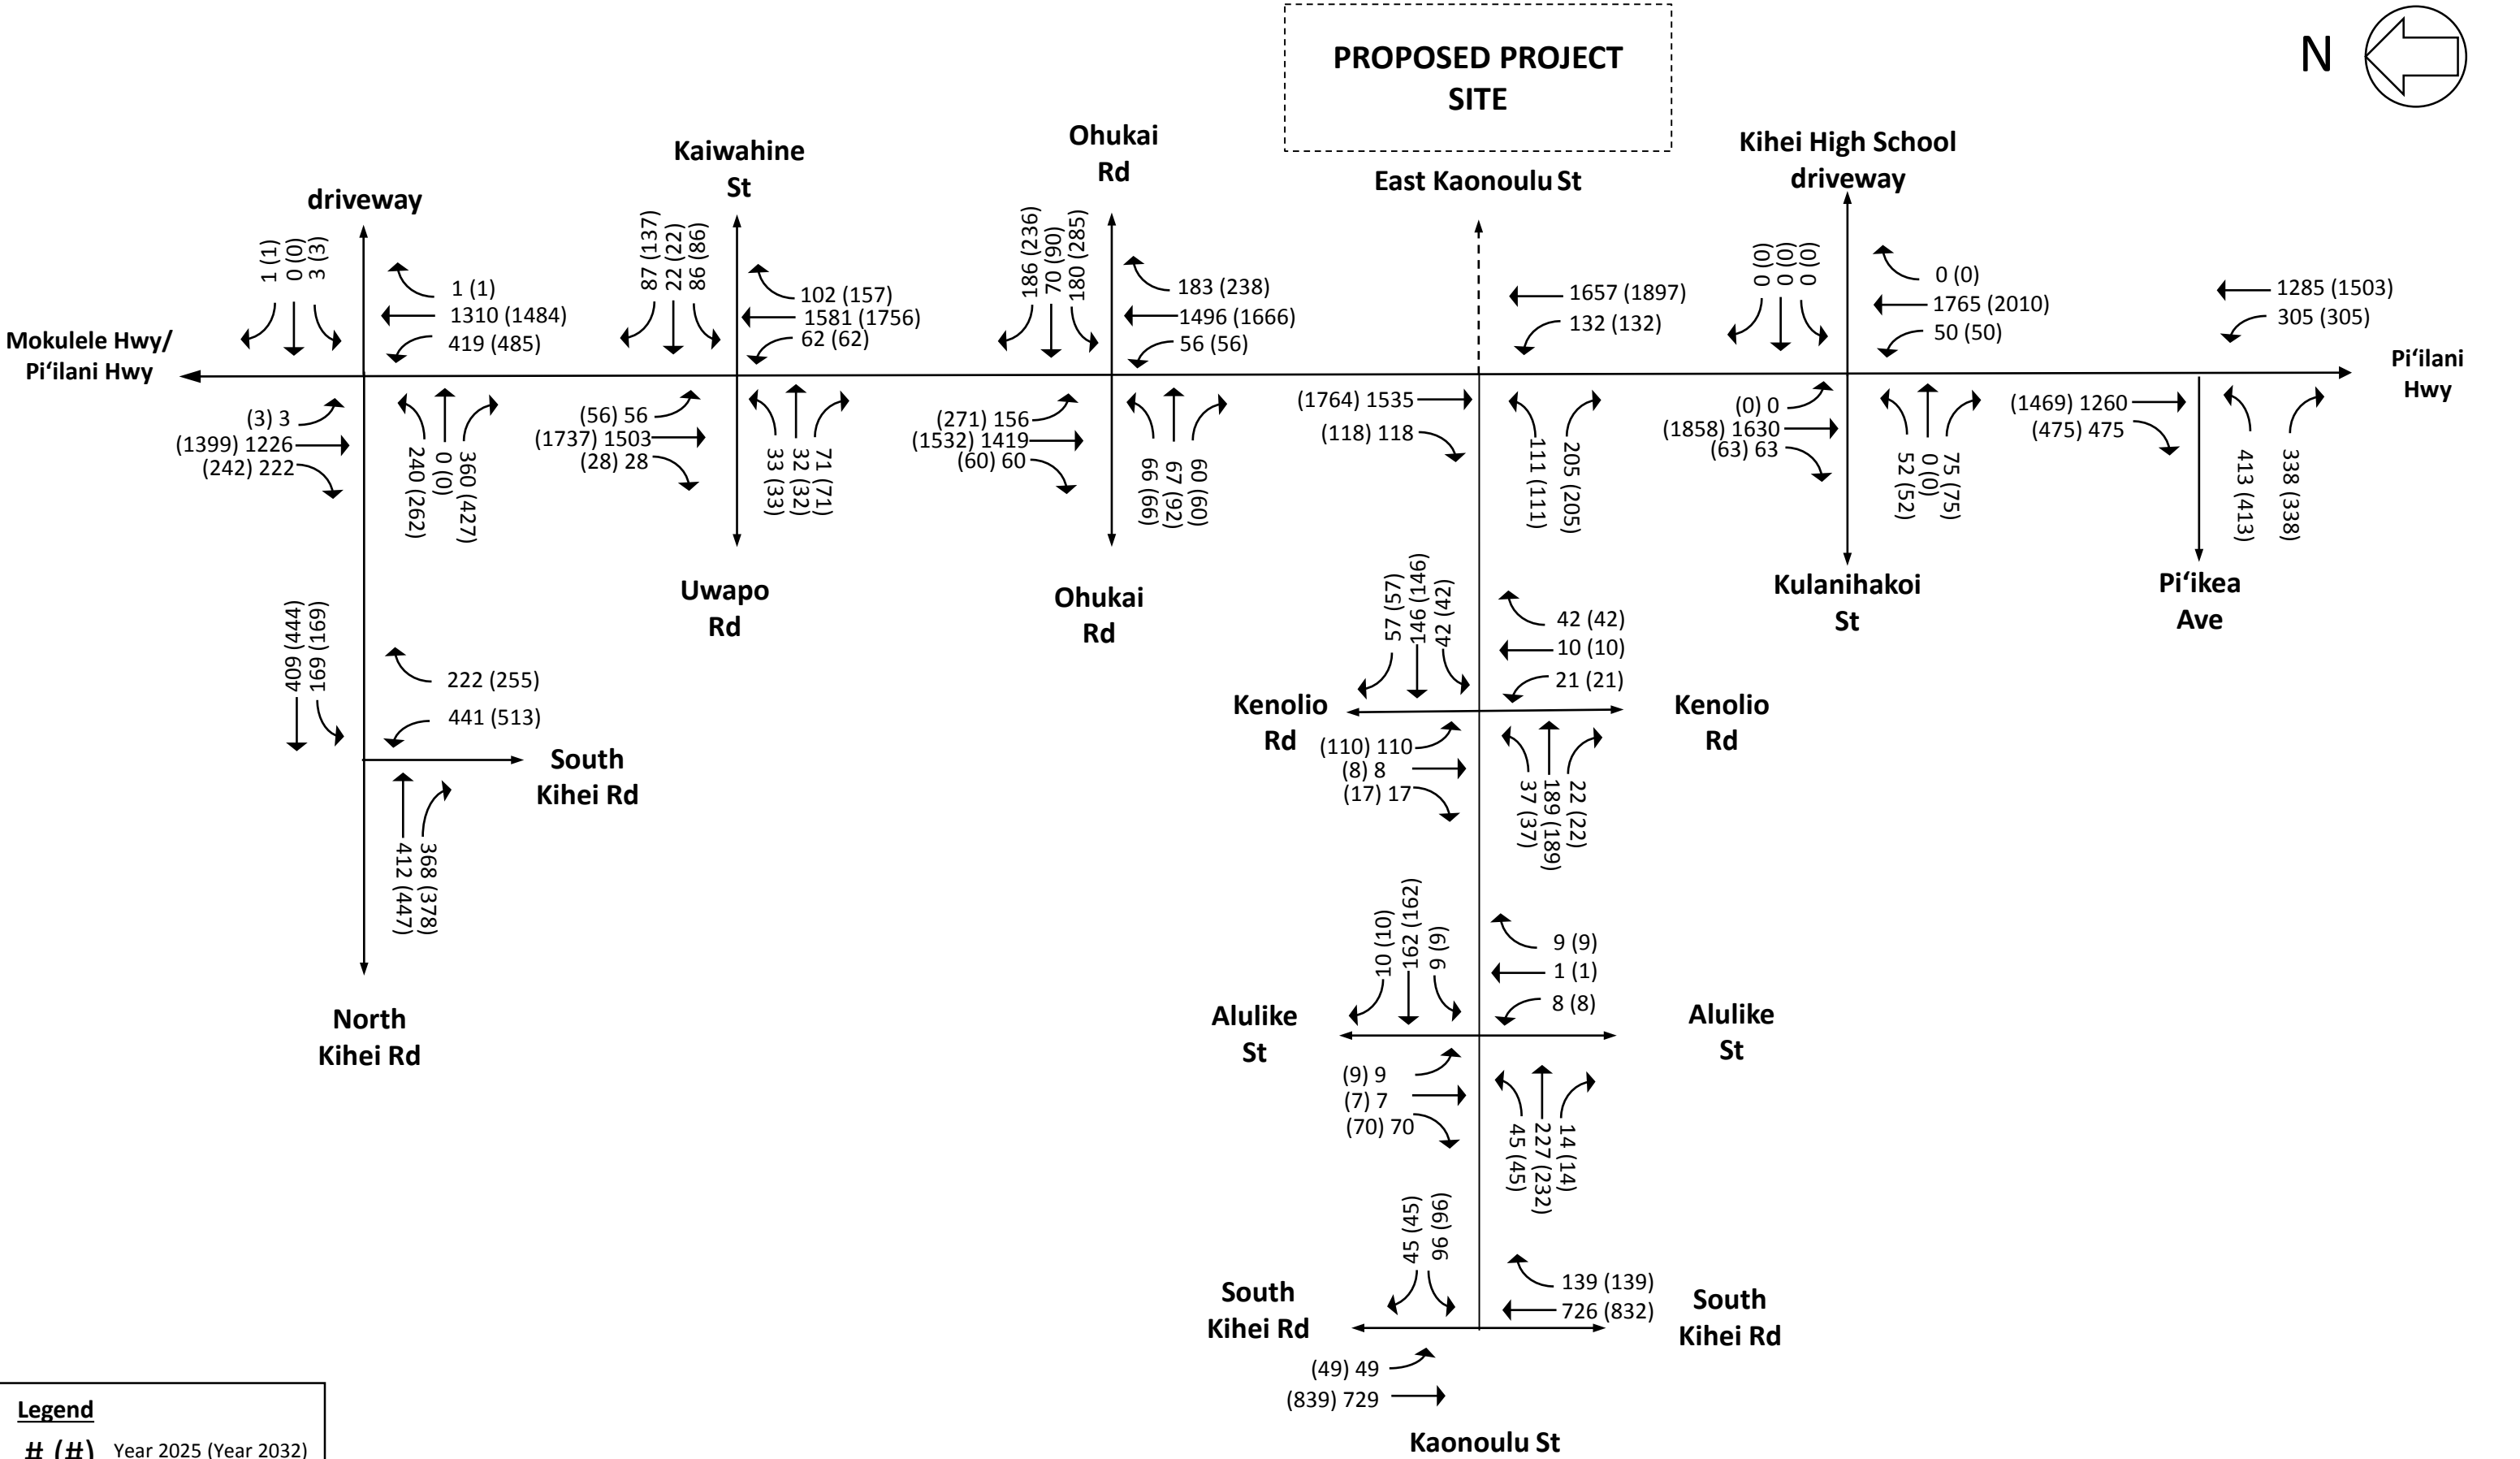 PROPOSED PROJECT
SITE
N
driveway
Kaiwahine
St
Ohukai
Rd
East Kaonoulu St
Kihei High School
driveway
Mokulele Hwy/
Pi‘ilani Hwy
1 (1)
0 (0)
3 (3)
1 (1)
1310 (1484)
419 (485)
(3) 3
(1399) 1226
(242) 222
240 (262)
0 (0)
360 (427)
87 (137)
22 (22)
86 (86)
102 (157)
1581 (1756)
62 (62)
(56) 56
(1737) 1503
(28) 28
33 (33)
32 (32)
71 (71)
Uwapo
Rd
186 (236)
70 (90)
180 (285)
183 (238)
1496 (1666)
56 (56)
(271) 156
(1532) 1419
(60) 60
66 (66)
67 (92)
60 (60)
Ohukai
Rd
1657 (1897)
132 (132)
(1764) 1535
(118) 118
111 (111)
205 (205)
0 (0)
0 (0)
0 (0)
0 (0)
1765 (2010)
50 (50)
(0) 0
(1858) 1630
(63) 63
52 (52)
0 (0)
75 (75)
Kulanihakoi
St
1285 (1503)
305 (305)
(1469) 1260
(475) 475
413 (413)
338 (338)
Pi‘ilani
Hwy
Pi‘ikea
Ave
409 (444)
169 (169)
222 (255)
441 (513)
South
Kihei Rd
412 (447)
368 (378)
North
Kihei Rd
57 (57)
146 (146)
42 (42)
42 (42)
10 (10)
21 (21)
Kenolio
Rd
Kenolio
Rd
(110) 110
(8) 8
(17) 17
37 (37)
189 (189)
22 (22)
10 (10)
162 (162)
9 (9)
9 (9)
1 (1)
8 (8)
Alulike
St
Alulike
St
(9) 9
(7) 7
(70) 70
45 (45)
227 (232)
14 (14)
45 (45)
96 (96)
139 (139)
726 (832)
South
Kihei Rd
South
Kihei Rd
(49) 49
(839) 729
Kaonoulu St
Legend
# (#) Year 2025 (Year 2032)